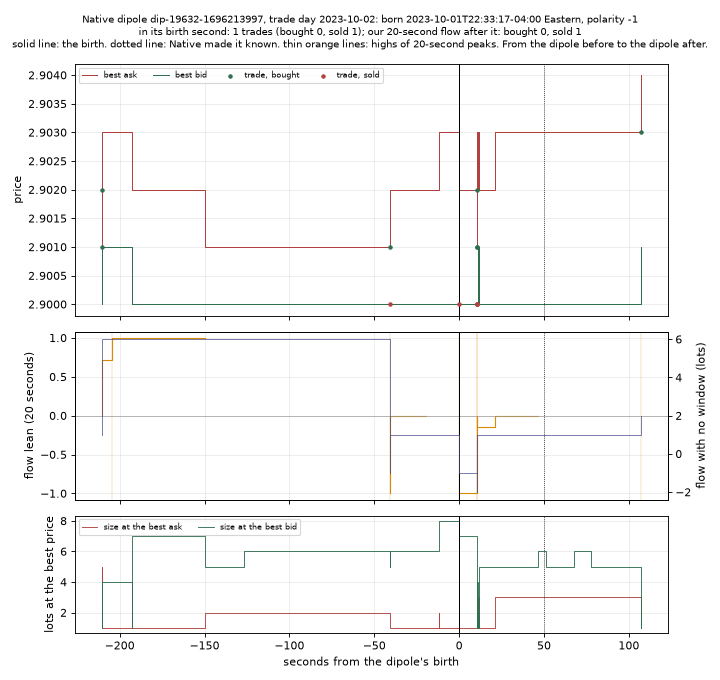 Native dipole dip-19632-1696213997, trade day 2023-10-02: born 2023-10-01T22:33:17-04:00 Eastern, polarity -1
in its birth second: 1 trades (bought 0, sold 1); our 20-second flow after it: bought 0, sold 1
solid line: the birth. dotted line: Native made it known. thin orange lines: highs of 20-second peaks. From the dipole before to the dipole after.
best ask best bid trade, bought trade, sold
2.9040
2.9035
2.9030
2.9025
2.9020
2.9015
2.9010
2.9005
2.9000
price
1.0
0.5
0.0
−0.5
−1.0
flow lean (20 seconds)
6
4
2
0
−2
flow with no window (lots)
size at the best ask size at the best bid
8
6
4
2
lots at the best price
−200 −150 −100 −50 0 50 100
seconds from the dipole's birth